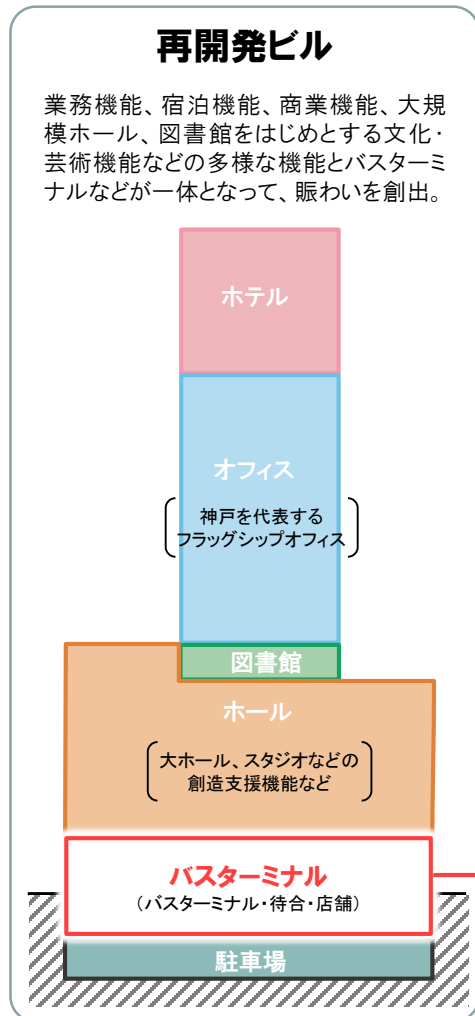 再開発ビル
業務機能、宿泊機能、商業機能、大規
模ホール、図書館をはじめとする文化・
芸術機能などの多様な機能とバスターミ
ナルなどが一体となって、賑わいを創出。
ホテル
オフィス
神戸を代表する
フラッグシップオフィス
図書館
ホール
大ホール、スタジオなどの
創造支援機能など
バスターミナル
（バスターミナル・待合・店舗）
駐車場